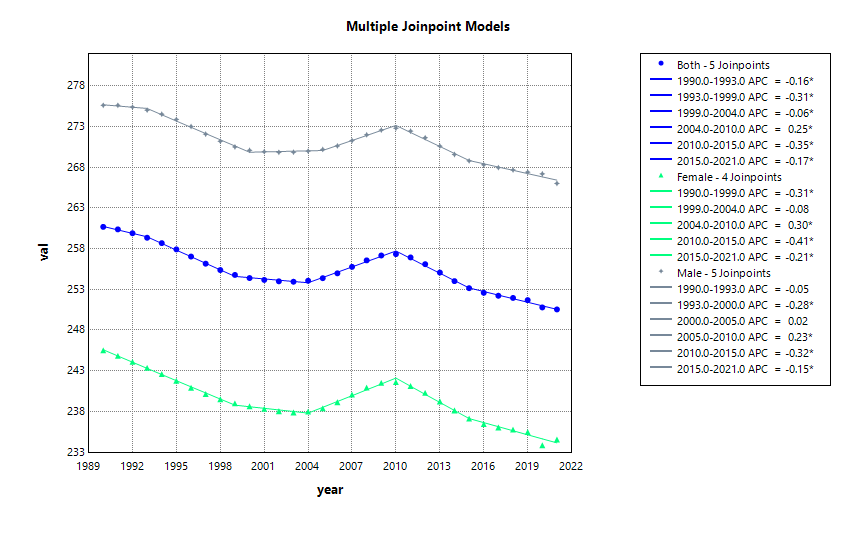 Multiple Joinpoint Models
278
273
268
263
258
253
248
243
238
233
val
1989 1992 1995 1998 2001 2004 2007 2010 2013 2016 2019 2022
year
Both - 5 Joinpoints
1990.0-1993.0 APC = -0.16*
1993.0-1999.0 APC = -0.31*
1999.0-2004.0 APC = -0.06*
2004.0-2010.0 APC = 0.25*
2010.0-2015.0 APC = -0.35*
2015.0-2021.0 APC = -0.17*
Female - 4 Joinpoints
1990.0-1999.0 APC = -0.31*
1999.0-2004.0 APC = -0.08
2004.0-2010.0 APC = 0.30*
2010.0-2015.0 APC = -0.41*
2015.0-2021.0 APC = -0.21*
Male - 5 Joinpoints
1990.0-1993.0 APC = -0.05
1993.0-2000.0 APC = -0.28*
2000.0-2005.0 APC = 0.02
2005.0-2010.0 APC = 0.23*
2010.0-2015.0 APC = -0.32*
2015.0-2021.0 APC = -0.15*